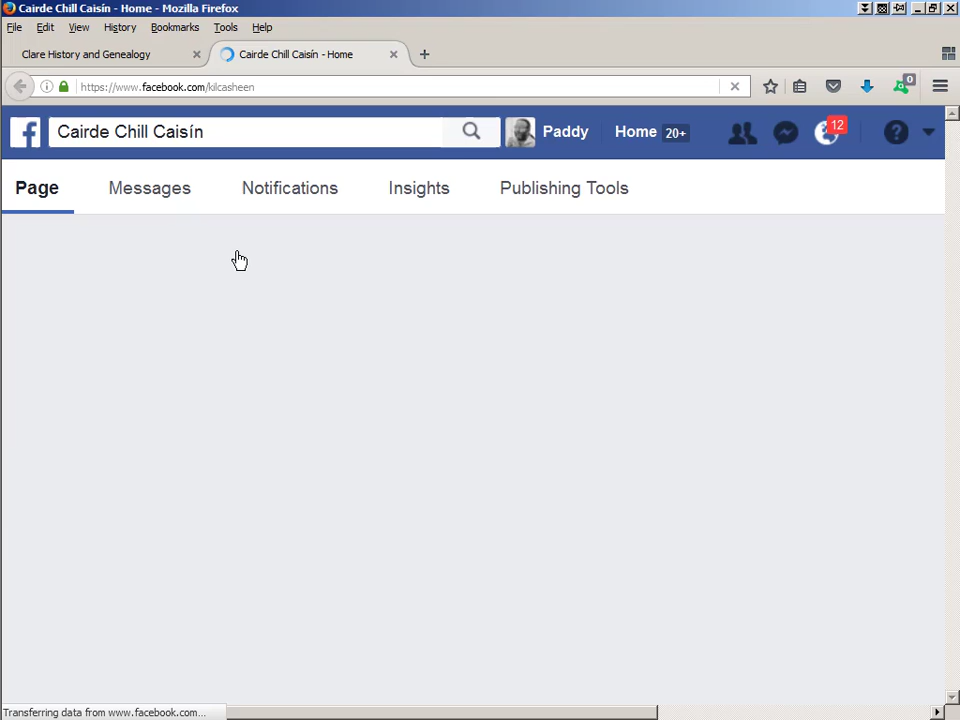 Cairde Chill Caisín - Home - Mozilla Firefox
File Edit View History Bookmarks Tools Help
Clare History and Genealogy
Cairde Chill Caisín - Home
https://www.facebook.com/kilcasheen
0
Cairde Chill Caisín
Paddy
Home 20+
12
Page Messages Notifications Insights Publishing Tools
Transferring data from www.facebook.com...